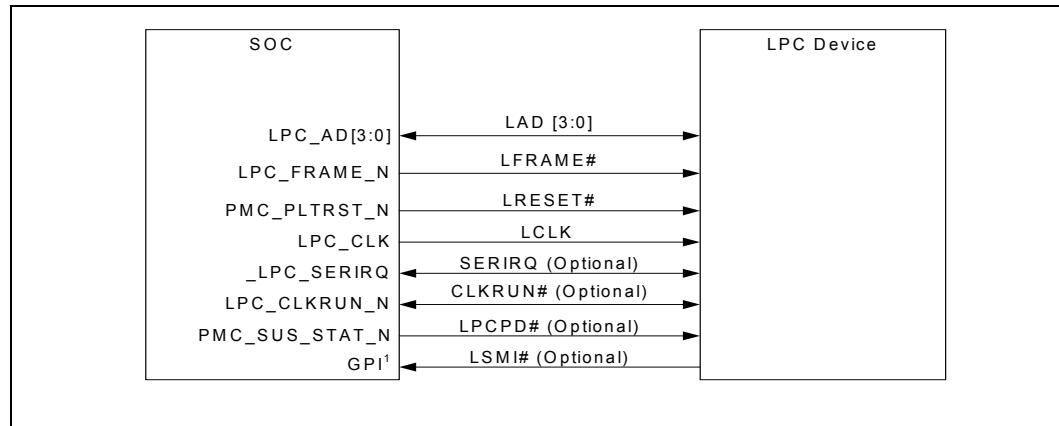 SOC
LPC Device
LPC_AD[3:0]
LAD [3:0]
LPC_FRAME_N
LFRAME#
PMC_PLTRST_N
LRESET#
LPC_CLK
LCLK
_LPC_SERIRQ
SERIRQ (Optional)
LPC_CLKRUN_N
CLKRUN# (Optional)
PMC_SUS_STAT_N
LPCPD# (Optional)
GPI¹
LSMI# (Optional)